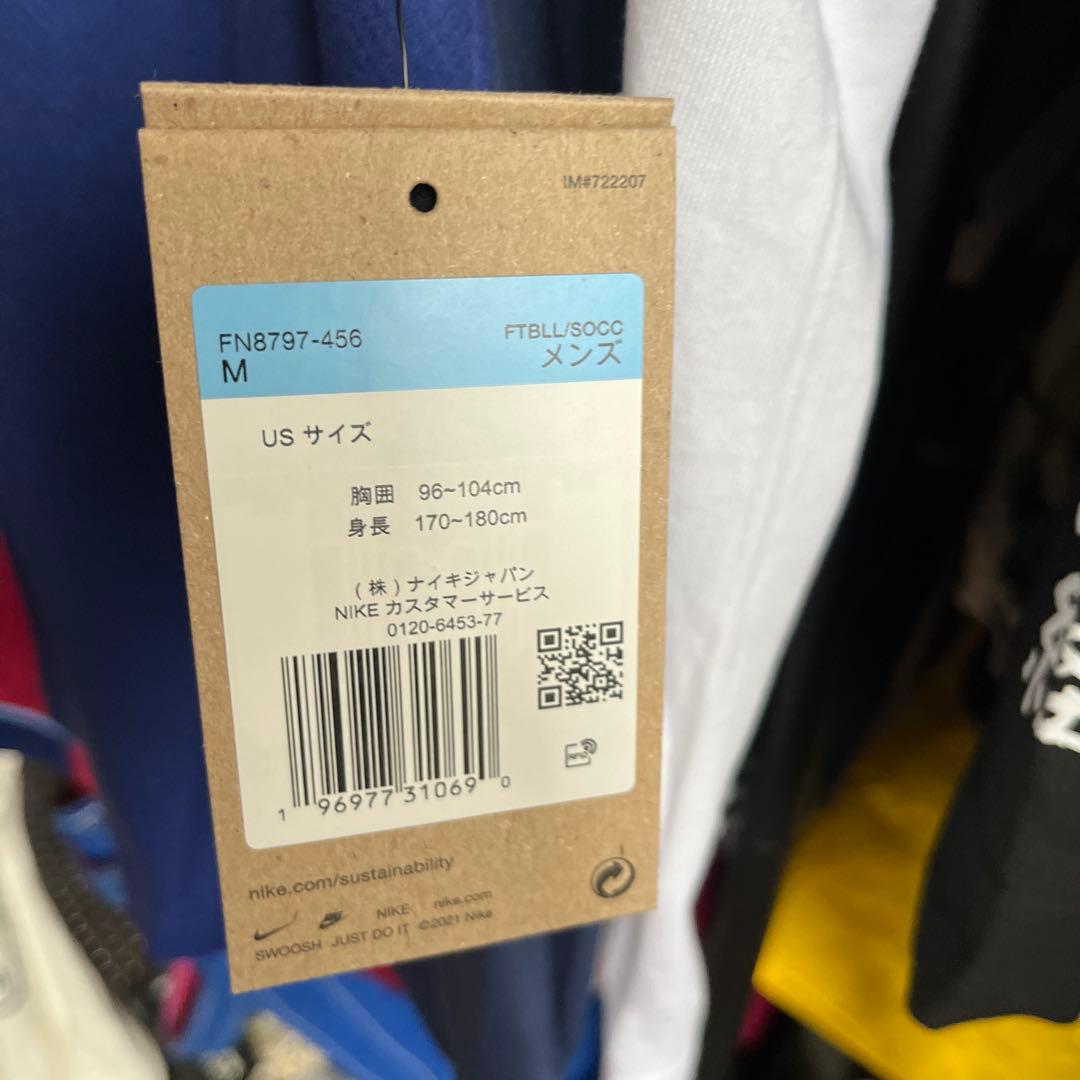 IM#722207
FN8797-456
M
FTBLL/SOCC
メンズ
US サイズ
胸囲 96~104cm
身長 170~180cm
(株)ナイキジャパン
NIKE カスタマーサービス
0120-6453-77
1 96977 31069 0
nike.com/sustainability
NIKE nike.com
SWOOSH JUST DO IT ©2021 Nike